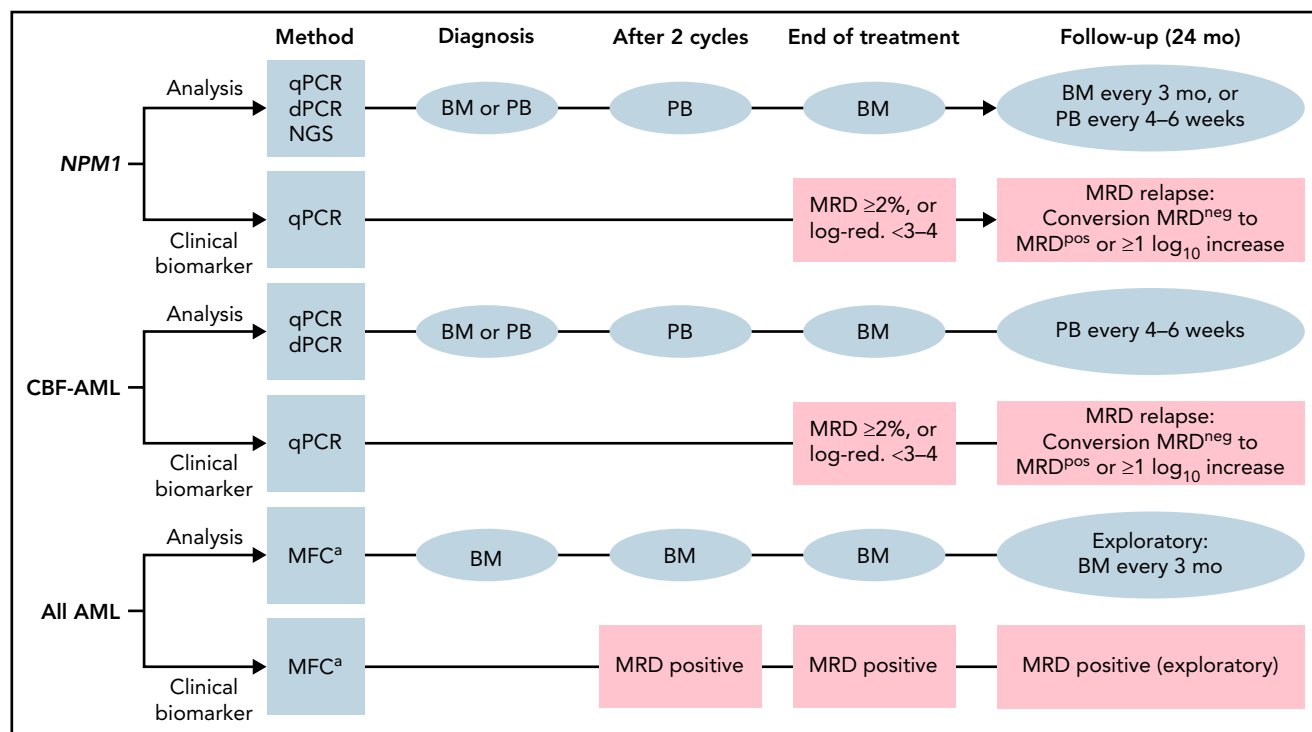 Method Diagnosis After 2 cycles End of treatment Follow-up (24 mo)
NPM1
Analysis
qPCR
dPCR
NGS
BM or PB
PB
BM
BM every 3 mo, or
PB every 4–6 weeks
Clinical
biomarker
qPCR
MRD ≥2%, or
log-red. <3–4
MRD relapse:
Conversion MRDneg to
MRDpos or ≥1 log10 increase
CBF-AML
Analysis
qPCR
dPCR
BM or PB
PB
BM
PB every 4–6 weeks
Clinical
biomarker
qPCR
MRD ≥2%, or
log-red. <3–4
MRD relapse:
Conversion MRDneg to
MRDpos or ≥1 log10 increase
All AML
Analysis
MFCa
BM
BM
BM
Exploratory:
BM every 3 mo
Clinical
biomarker
MFCa
MRD positive
MRD positive
MRD positive (exploratory)